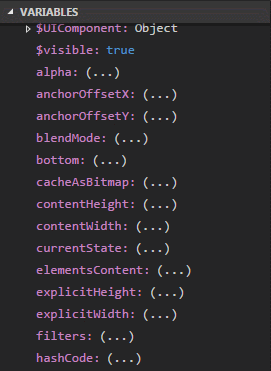 VARIABLES
$UIComponent: Object
$visible: true
alpha: (...)
anchorOffsetX: (...)
anchorOffsetY: (...)
blendMode: (...)
bottom: (...)
cacheAsBitmap: (...)
contentHeight: (...)
contentWidth: (...)
currentState: (...)
elementsContent: (...)
explicitHeight: (...)
explicitWidth: (...)
filters: (...)
hashCode: (...)